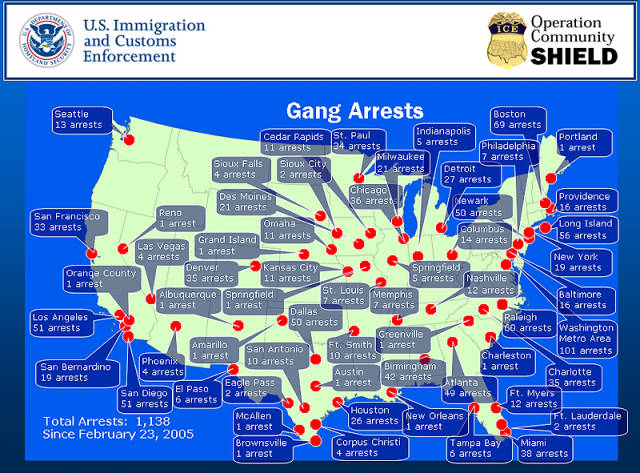 U.S. DEPARTMENT OF HOMELAND SECURITY
U.S. Immigration
and Customs
Enforcement
ICE
Operation
Community
SHIELD
Gang Arrests
Seattle
13 arrests
Cedar Rapids
11 arrests
St. Paul
34 arrests
Indianapolis
5 arrests
Boston
69 arrests
Portland
1 arrest
Sioux Falls
4 arrests
Sioux City
2 arrests
Milwaukee
21 arrests
Philadelphia
7 arrests
Des Moines
21 arrests
Chicago
36 arrests
Detroit
27 arrests
Newark
50 arrests
Providence
16 arrests
San Francisco
33 arrests
Reno
1 arrest
Omaha
11 arrests
Columbus
14 arrests
Long Island
56 arrests
Las Vegas
4 arrests
Grand Island
1 arrest
New York
19 arrests
Orange County
1 arrest
Denver
35 arrests
Kansas City
11 arrests
Springfield
5 arrests
Nashville
12 arrests
Baltimore
16 arrests
Albuquerque
1 arrest
Springfield
1 arrest
St. Louis
7 arrests
Memphis
7 arrests
Los Angeles
51 arrests
Dallas
50 arrests
Raleigh
60 arrests
Washington
Metro Area
101 arrests
Amarillo
1 arrest
San Antonio
10 arrests
Ft. Smith
10 arrests
Greenville
1 arrest
Charleston
1 arrest
San Bernardino
19 arrests
Phoenix
4 arrests
Austin
1 arrest
Birmingham
42 arrests
Charlotte
35 arrests
San Diego
51 arrests
El Paso
6 arrests
Eagle Pass
2 arrests
Atlanta
49 arrests
Ft. Myers
12 arrests
Houston
26 arrests
New Orleans
1 arrest
Ft. Lauderdale
2 arrests
McAllen
1 arrest
Brownsville
1 arrest
Corpus Christi
4 arrests
Tampa Bay
6 arrests
Miami
38 arrests
Total Arrests: 1,138
Since February 23, 2005